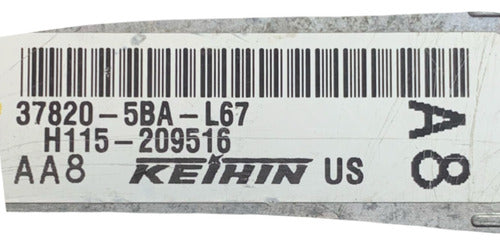 37820-5BA-L67
H115-209516
AA8 KEIHIN US
A8